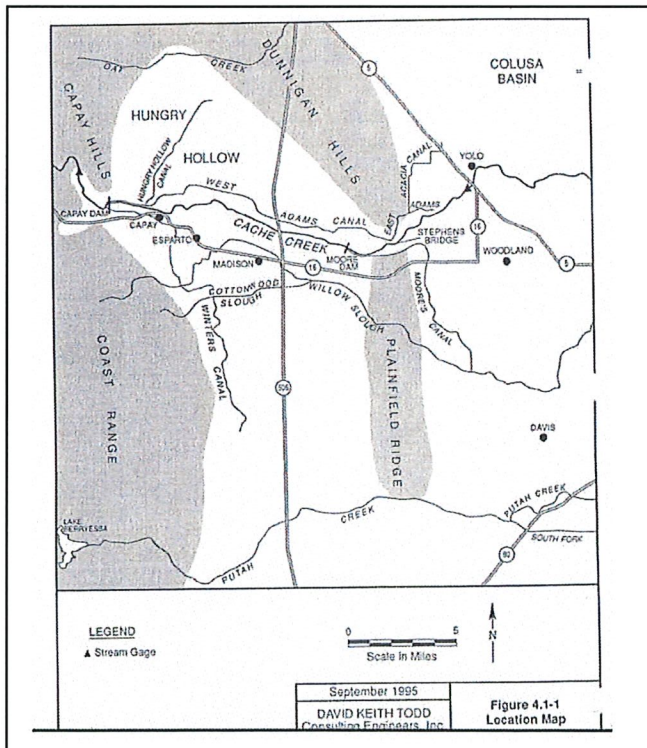 OAT CREEK
DUNNIGAN HILLS
5
COLUSA
BASIN
CAPAY HILLS
HUNGRY
HOLLOW
HUNGRY HOLLOW
CANAL
ACACIA CANAL
YOLO
WEST ADAMS CANAL
EAST ADAMS
CAPAY DAM
CAPAY
CACHE CREEK
STEPHENS
BRIDGE
16
ESPARTO
MOORE
DAM
WOODLAND
MADISON
16
5
COTTONWOOD
SLOUGH
WILLOW SLOUGH
MOORE'S CANAL
WINTERS CANAL
COAST RANGE
505
PLAINFIELD RIDGE
DAVIS
LAKE
BERRYESSA
PUTAH CREEK
PUTAH CREEK
SOUTH FORK
80
LEGEND
▲ Stream Gage
0 5
Scale in Miles
N
September 1995
DAVID KEITH TODD
Consulting Engineers, Inc.
Figure 4.1-1
Location Map